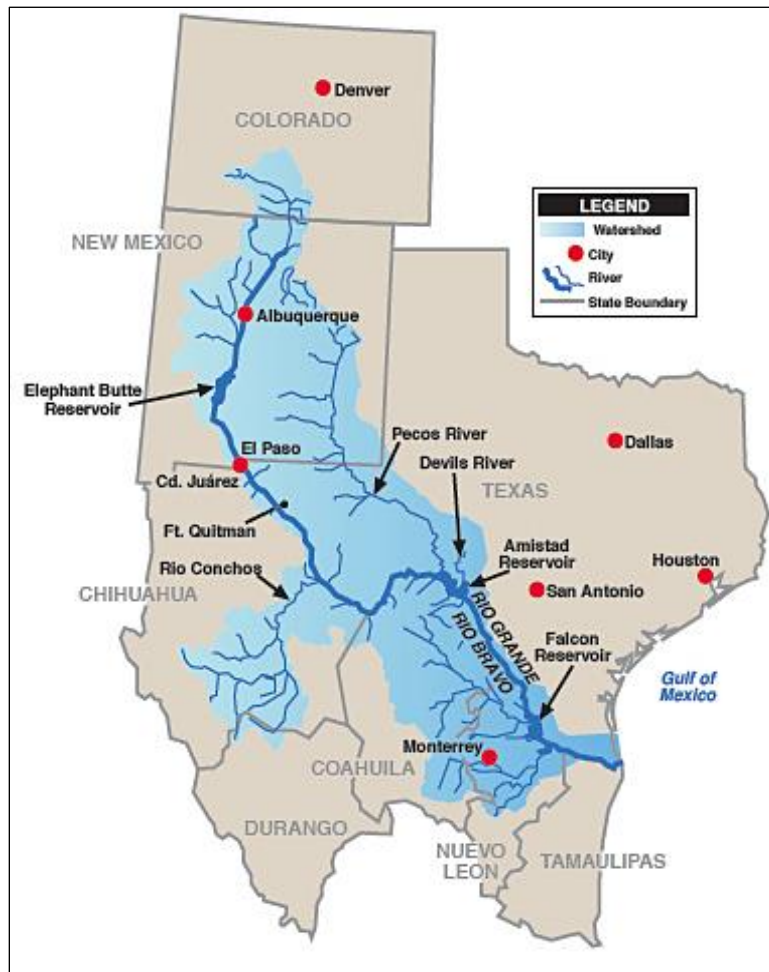 Denver
COLORADO
LEGEND
Watershed
City
River
State Boundary
NEW MEXICO
Albuquerque
Elephant Butte
Reservoir
Pecos River
Dallas
El Paso
Devils River
Cd. Juárez
TEXAS
Ft. Quitman
Amistad
Reservoir
Houston
Rio Conchos
San Antonio
CHIHUAHUA
RIO GRANDE
RIO BRAVO
Falcon
Reservoir
Gulf of
Mexico
Monterrey
COAHUILA
DURANGO
NUEVO
LEON
TAMAULIPAS